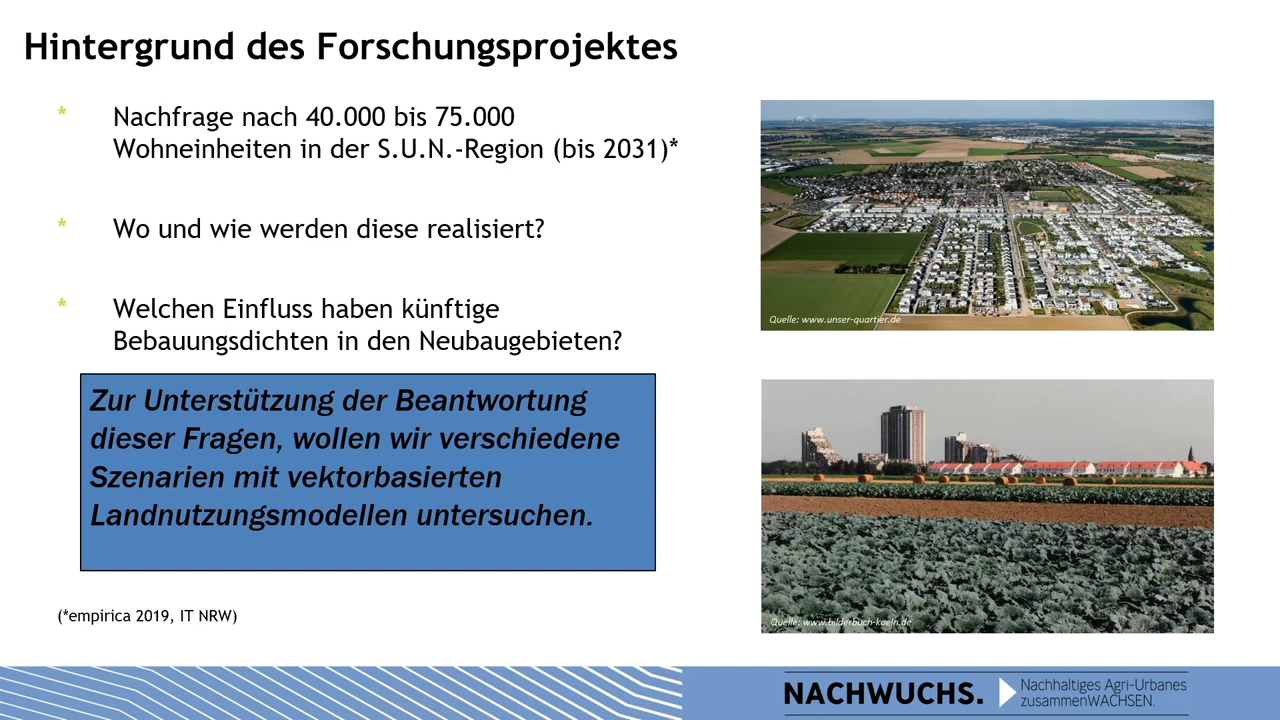 Hintergrund des Forschungsprojektes
* Nachfrage nach 40.000 bis 75.000
Wohneinheiten in der S.U.N.-Region (bis 2031)*
* Wo und wie werden diese realisiert?
* Welchen Einfluss haben künftige
Bebauungsdichten in den Neubaugebieten?
Zur Unterstützung der Beantwortung
dieser Fragen, wollen wir verschiedene
Szenarien mit vektorbasierten
Landnutzungsmodellen untersuchen.
(*empirica 2019, IT NRW)
Quelle: www.unser-quartier.de
Quelle: www.bilderbuch-kaeln.de
NACHWUCHS.
Nachhaltiges Agri-Urbanes
zusammenWACHSEN.